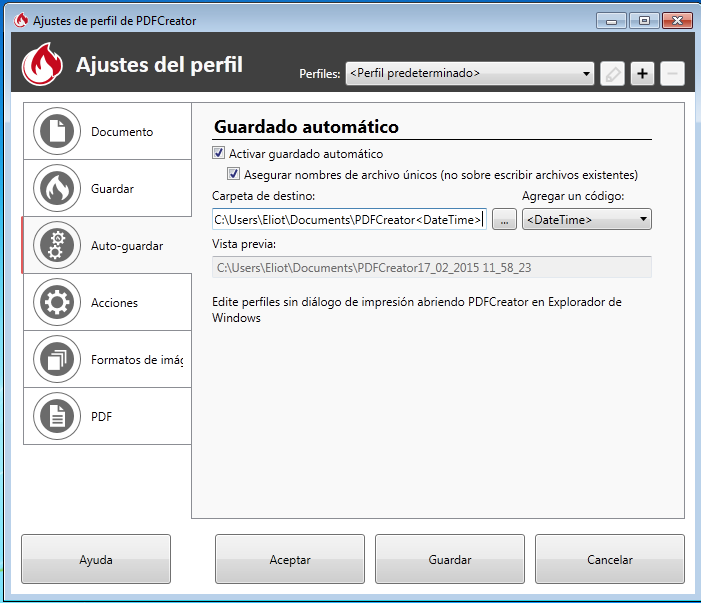 Ajustes de perfil de PDFCreator
Ajustes del perfil
Perfiles: <Perfil predeterminado>
Documento
Guardar
Auto-guardar
Acciones
Formatos de imág
PDF
Guardado automático
Activar guardado automático
Asegurar nombres de archivo únicos (no sobre escribir archivos existentes)
Carpeta de destino: Agregar un código:
C:\Users\Eliot\Documents\PDFCreator<DateTime> ... <DateTime>
Vista previa:
C:\Users\Eliot\Documents\PDFCreator17_02_2015 11_58_23
Edite perfiles sin diálogo de impresión abriendo PDFCreator en Explorador de
Windows
Ayuda Aceptar Guardar Cancelar